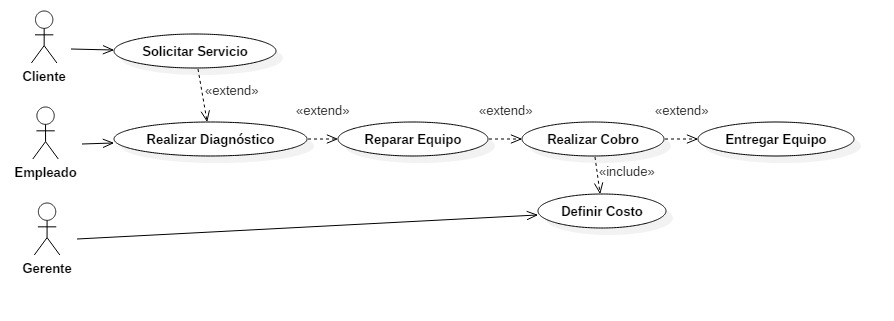 Solicitar Servicio
Cliente
«extend»
«extend»
«extend»
«extend»
Realizar Diagnóstico
Reparar Equipo
Realizar Cobro
Entregar Equipo
Empleado
«include»
Definir Costo
Gerente